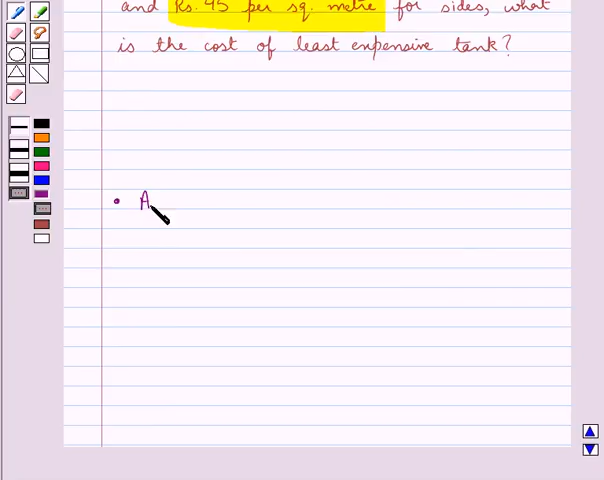 and Rs. 45 per sq. metre for sides, what
is the cost of least expensive tank?
• A